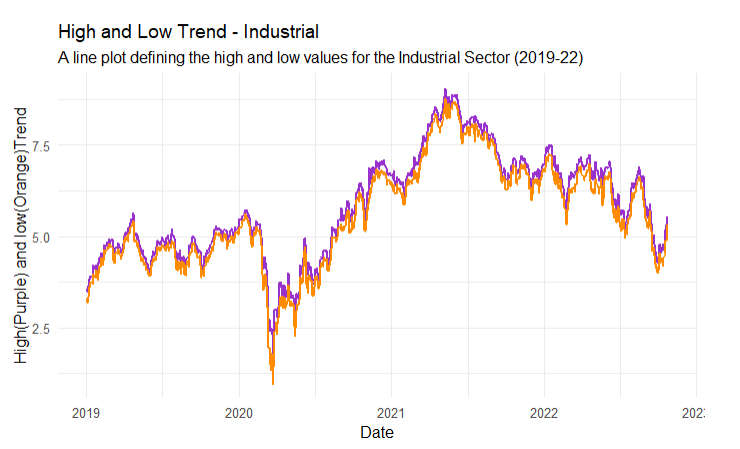 High and Low Trend - Industrial
A line plot defining the high and low values for the Industrial Sector (2019-22)
High(Purple) and low(Orange)Trend
7.5
5.0
2.5
2019
2020
2021
2022
202
Date